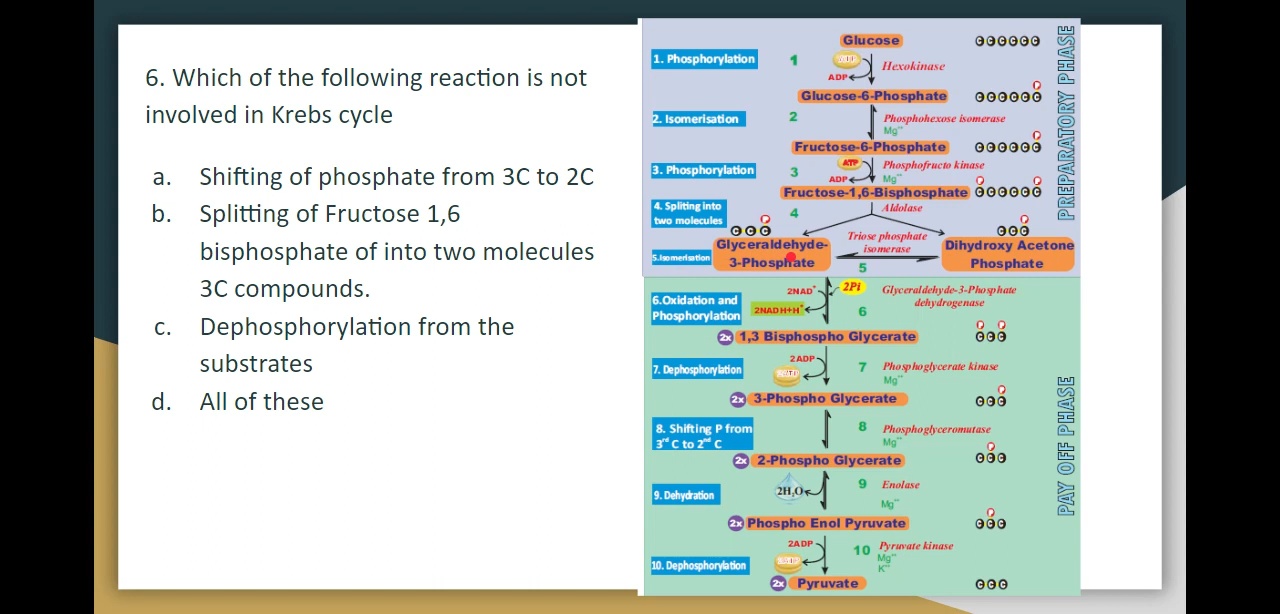 6. Which of the following reaction is not
involved in Krebs cycle
a. Shifting of phosphate from 3C to 2C
b. Splitting of Fructose 1,6
bisphosphate of into two molecules
3C compounds.
c. Dephosphorylation from the
substrates
d. All of these
Glucose
C C C C C C
1. Phosphorylation
1
ADP
Hexokinase
Glucose-6-Phosphate
P
C C C C C C
2. Isomerisation
2
Phosphohexose isomerase
Mg++
Fructose-6-Phosphate
P
C C C C C C
3. Phosphorylation
3
ATP
ADP
Phosphofructo kinase
Mg++
Fructose-1,6-Bisphosphate
P P
C C C C C C
4. Spliting into
two molecules
4
Aldolase
P
C C C
P
C C C
Glyceraldehyde-
3-Phosphate
Triose phosphate
isomerase
Dihydroxy Acetone
Phosphate
5.Isomerisation
5
PREPARATORY PHASE
6.Oxidation and
Phosphorylation
2NAD+
2NADH+H+
2Pi
6
Glyceraldehyde-3-Phosphate
dehydrogenase
2x 1,3 Bisphospho Glycerate
P P
C C C
7. Dephosphorylation
2ADP
7
Phosphoglycerate kinase
Mg++
2x 3-Phospho Glycerate
P
C C C
8. Shifting P from
3rd C to 2nd C
8
Phosphoglyceromutase
Mg++
2x 2-Phospho Glycerate
P
C C C
9. Dehydration
2H2O
9
Enolase
Mg++
2x Phospho Enol Pyruvate
P
C C C
10. Dephosphorylation
2ADP
10
Pyruvate kinase
Mg++
K++
2x Pyruvate
C C C
PAY OFF PHASE